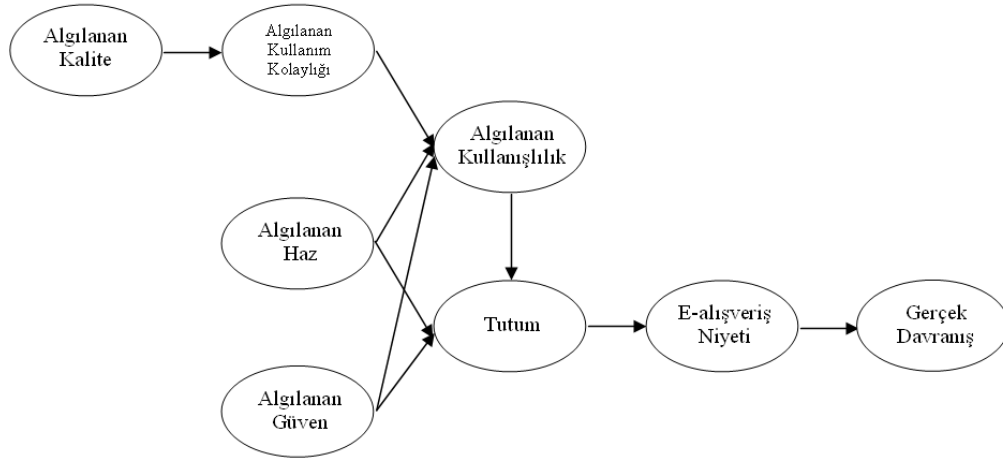 Algılanan
Kalite
Algılanan
Kullanım
Kolaylığı
Algılanan
Kullanışlılık
Algılanan
Haz
Tutum
E-alışveriş
Niyeti
Gerçek
Davranış
Algılanan
Güven